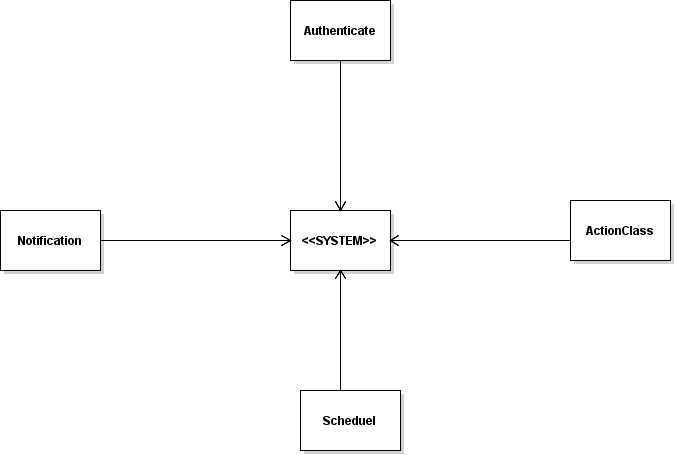 Authenticate
Notification
<<SYSTEM>>
ActionClass
Scheduel